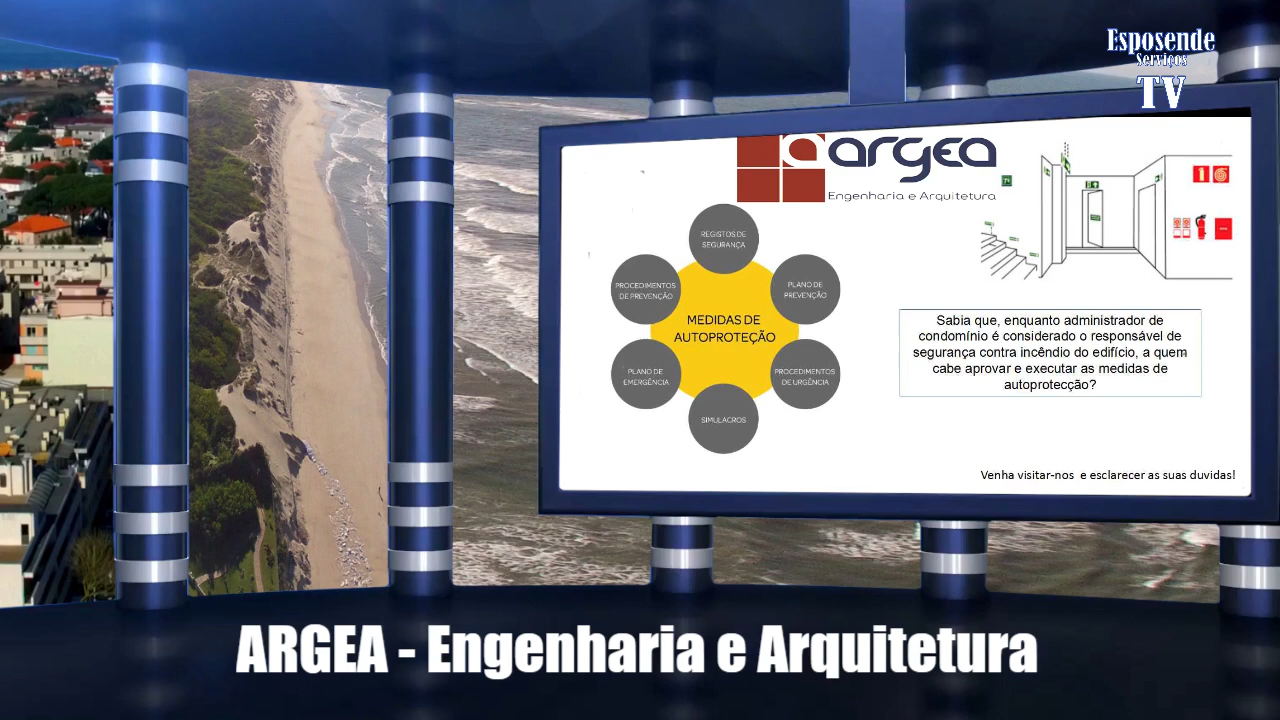 Esposende
Serviços
TV
argea
Engenharia e Arquitetura
REGISTOS DE
SEGURANÇA
PROCEDIMENTOS
DE PREVENÇÃO
PLANO DE
PREVENÇÃO
MEDIDAS DE
AUTOPROTEÇÃO
PLANO DE
EMERGÊNCIA
PROCEDIMENTOS
DE URGÊNCIA
SIMULACROS
Sabia que, enquanto administrador de
condomínio é considerado o responsável de
segurança contra incêndio do edifício, a quem
cabe aprovar e executar as medidas de
autoprotecção?
Venha visitar-nos e esclarecer as suas duvidas!
ARGEA - Engenharia e Arquitetura